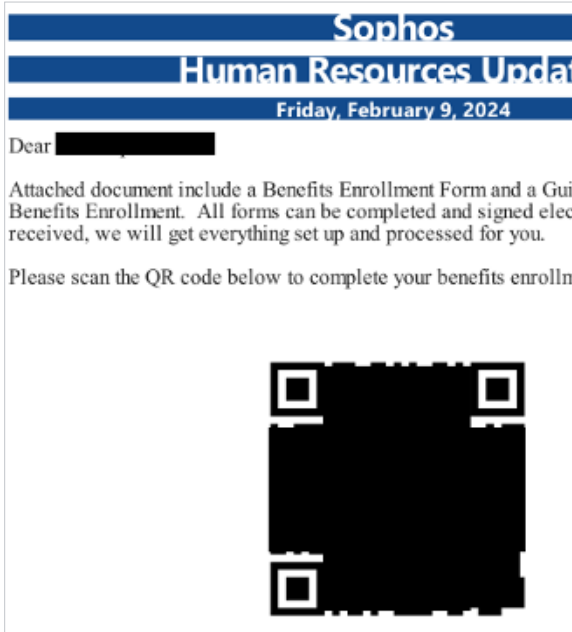 Sophos
Human Resources Updat
Friday, February 9, 2024
Dear
Attached document include a Benefits Enrollment Form and a Gui
Benefits Enrollment.  All forms can be completed and signed elec
received, we will get everything set up and processed for you.
Please scan the QR code below to complete your benefits enrollm